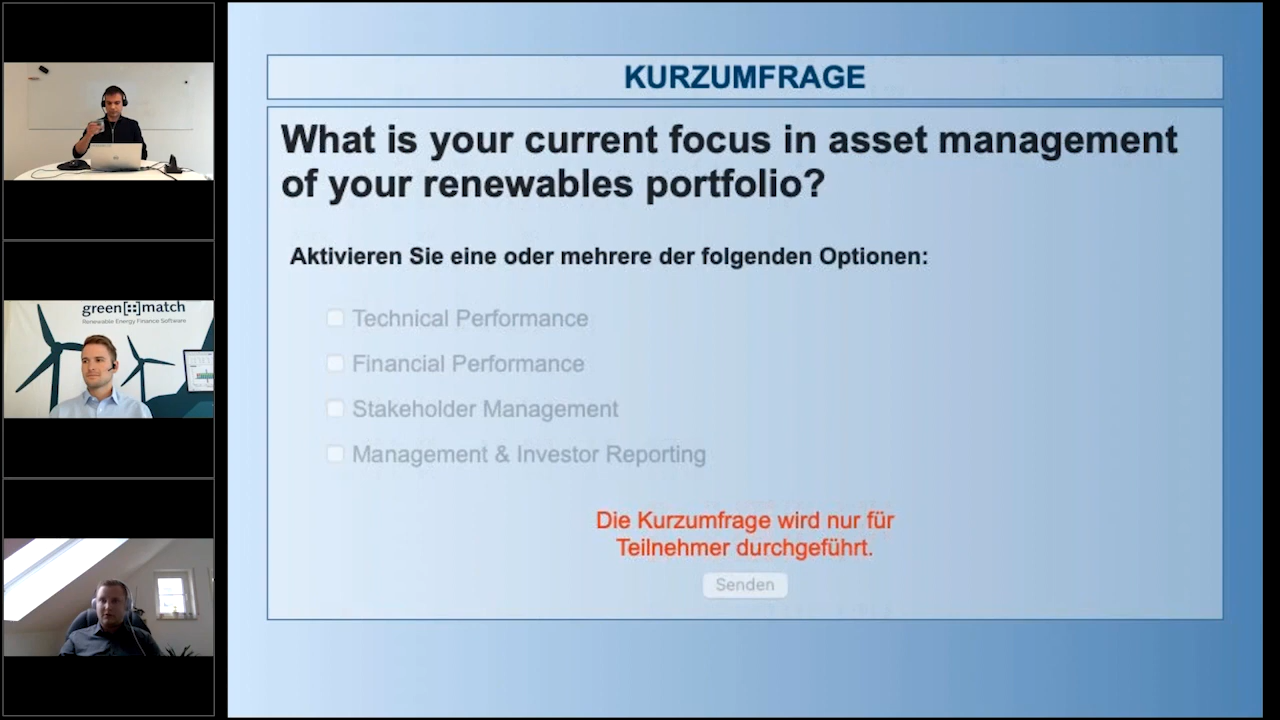 green[::]match
Renewable Energy Finance Software
KURZUMFRAGE
What is your current focus in asset management
of your renewables portfolio?
Aktivieren Sie eine oder mehrere der folgenden Optionen:
Technical Performance
Financial Performance
Stakeholder Management
Management & Investor Reporting
Die Kurzumfrage wird nur für
Teilnehmer durchgeführt.
Senden